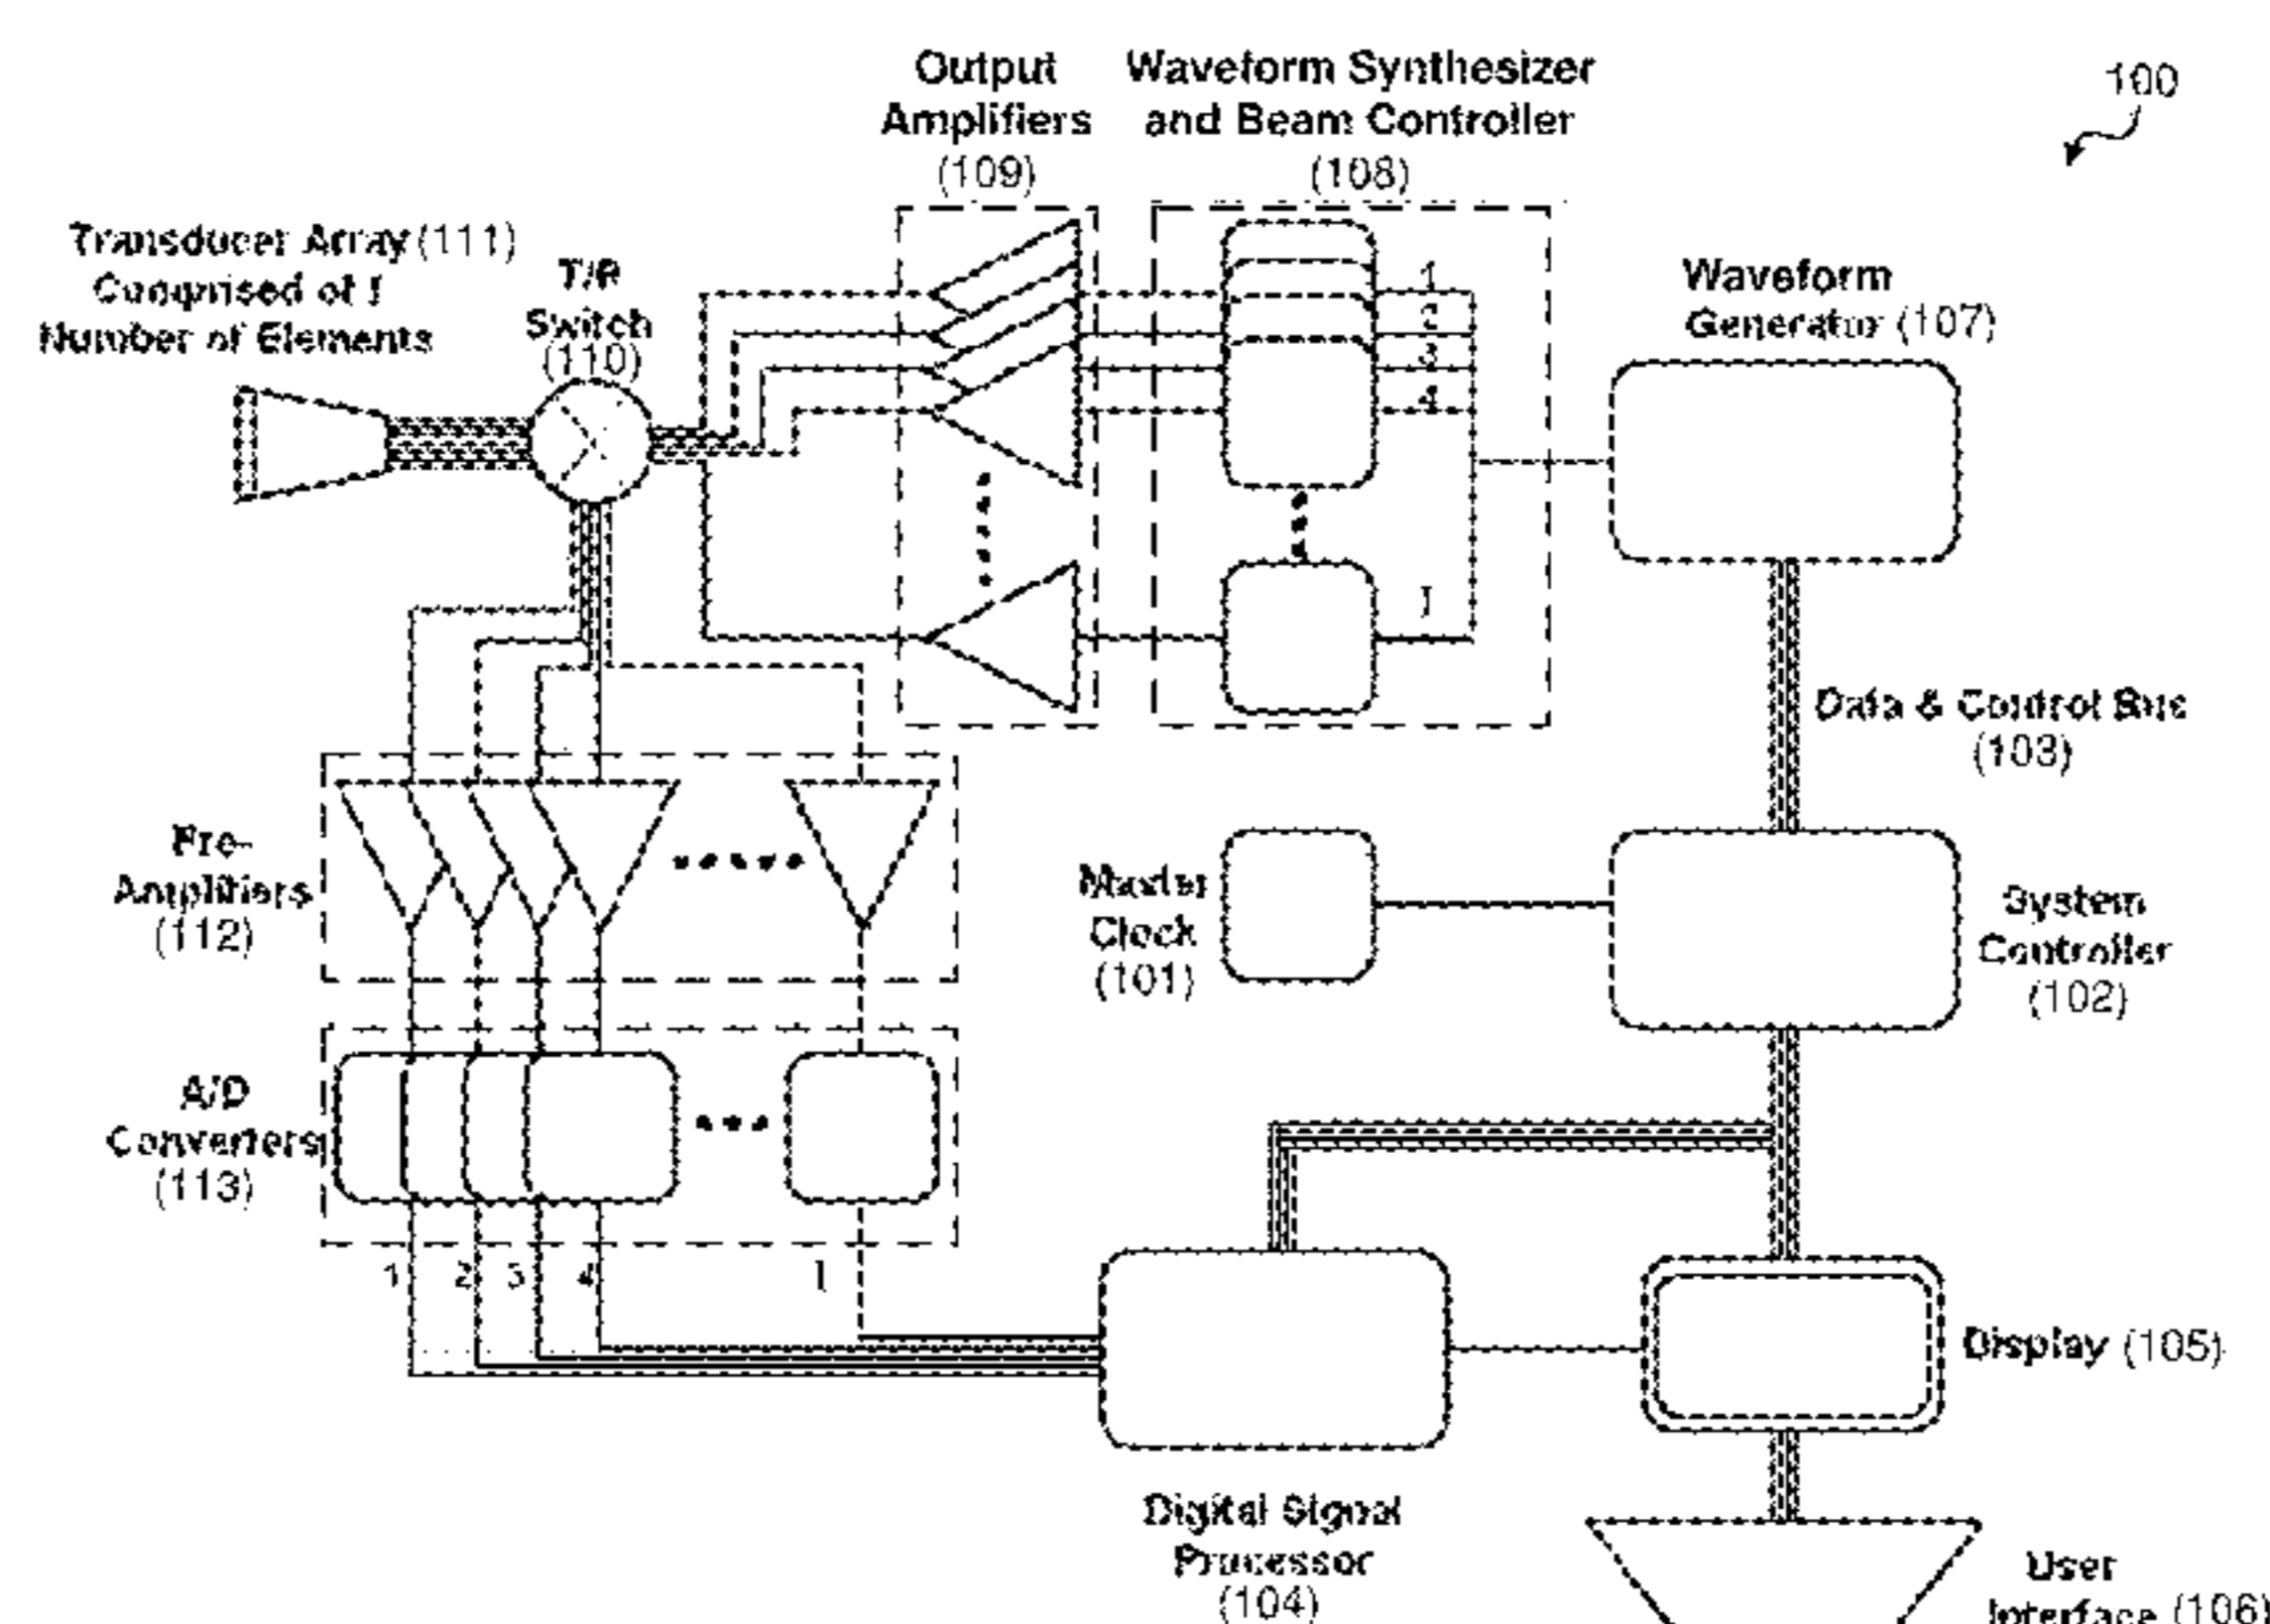 Output
Amplifiers
(109)
Waveform Synthesizer
and Beam Controller
(108)
100
Transducer Array (111)
Comprised of I
Number of Elements
T/R
Switch
(110)
1
2
3
4
I
Waveform
Generator (107)
Data & Control Bus
(103)
Pre-
Amplifiers
(112)
Master
Clock
(101)
System
Controller
(102)
A/D
Converters
(113)
1 2 3 4 I
Display (105)
Digital Signal
Processor
(104)
User
Interface (106)